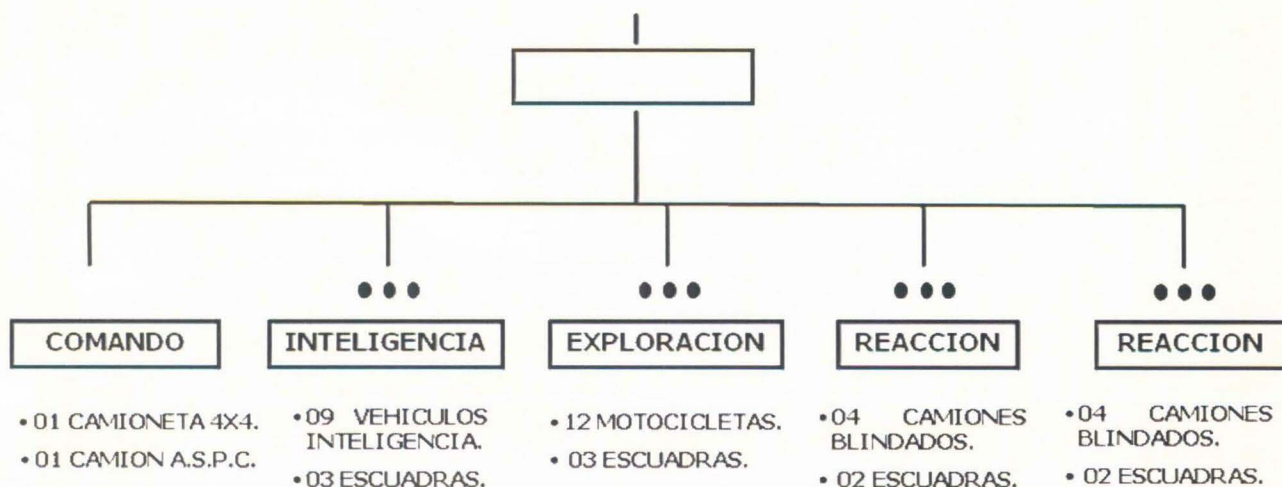 COMANDO
• 01 CAMIONETA 4X4.
• 01 CAMION A.S.P.C.
INTELIGENCIA
• 09 VEHICULOS
INTELIGENCIA.
• 03 ESCUADRAS.
EXPLORACION
• 12 MOTOCICLETAS.
• 03 ESCUADRAS.
REACCION
• 04 CAMIONES
BLINDADOS.
• 02 ESCUADRAS.
REACCION
• 04 CAMIONES
BLINDADOS.
• 02 ESCUADRAS.